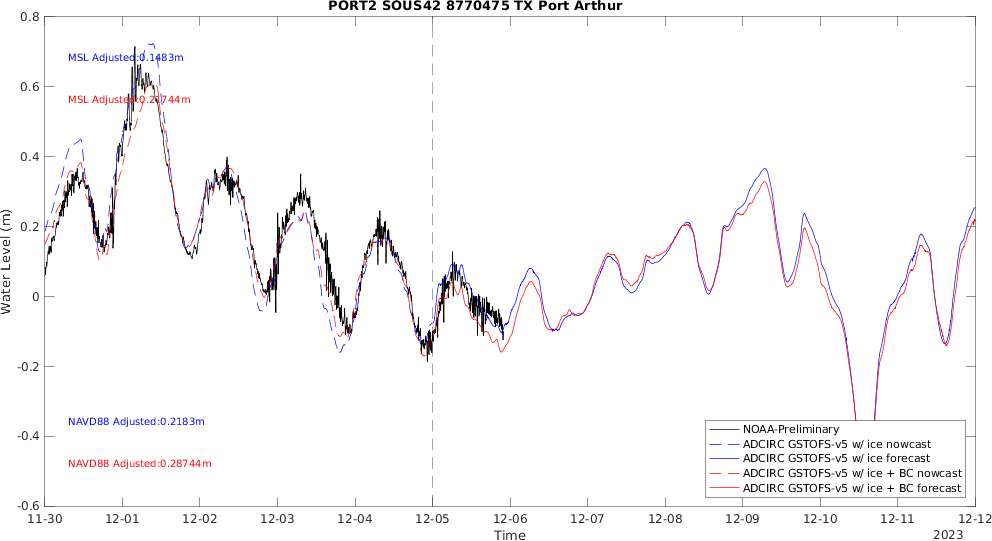 PORT2 SOUS42 8770475 TX Port Arthur
0.8
0.6
0.4
0.2
0
-0.2
-0.4
-0.6
Water Level (m)
MSL Adjusted:0.1483m
MSL Adjusted:0.21744m
NAVD88 Adjusted:0.2183m
NAVD88 Adjusted:0.28744m
NOAA-Preliminary
ADCIRC GSTOFS-v5 w/ ice nowcast
ADCIRC GSTOFS-v5 w/ ice forecast
ADCIRC GSTOFS-v5 w/ ice + BC nowcast
ADCIRC GSTOFS-v5 w/ ice + BC forecast
11-30 12-01 12-02 12-03 12-04 12-05 12-06 12-07 12-08 12-09 12-10 12-11 12-12
Time
2023